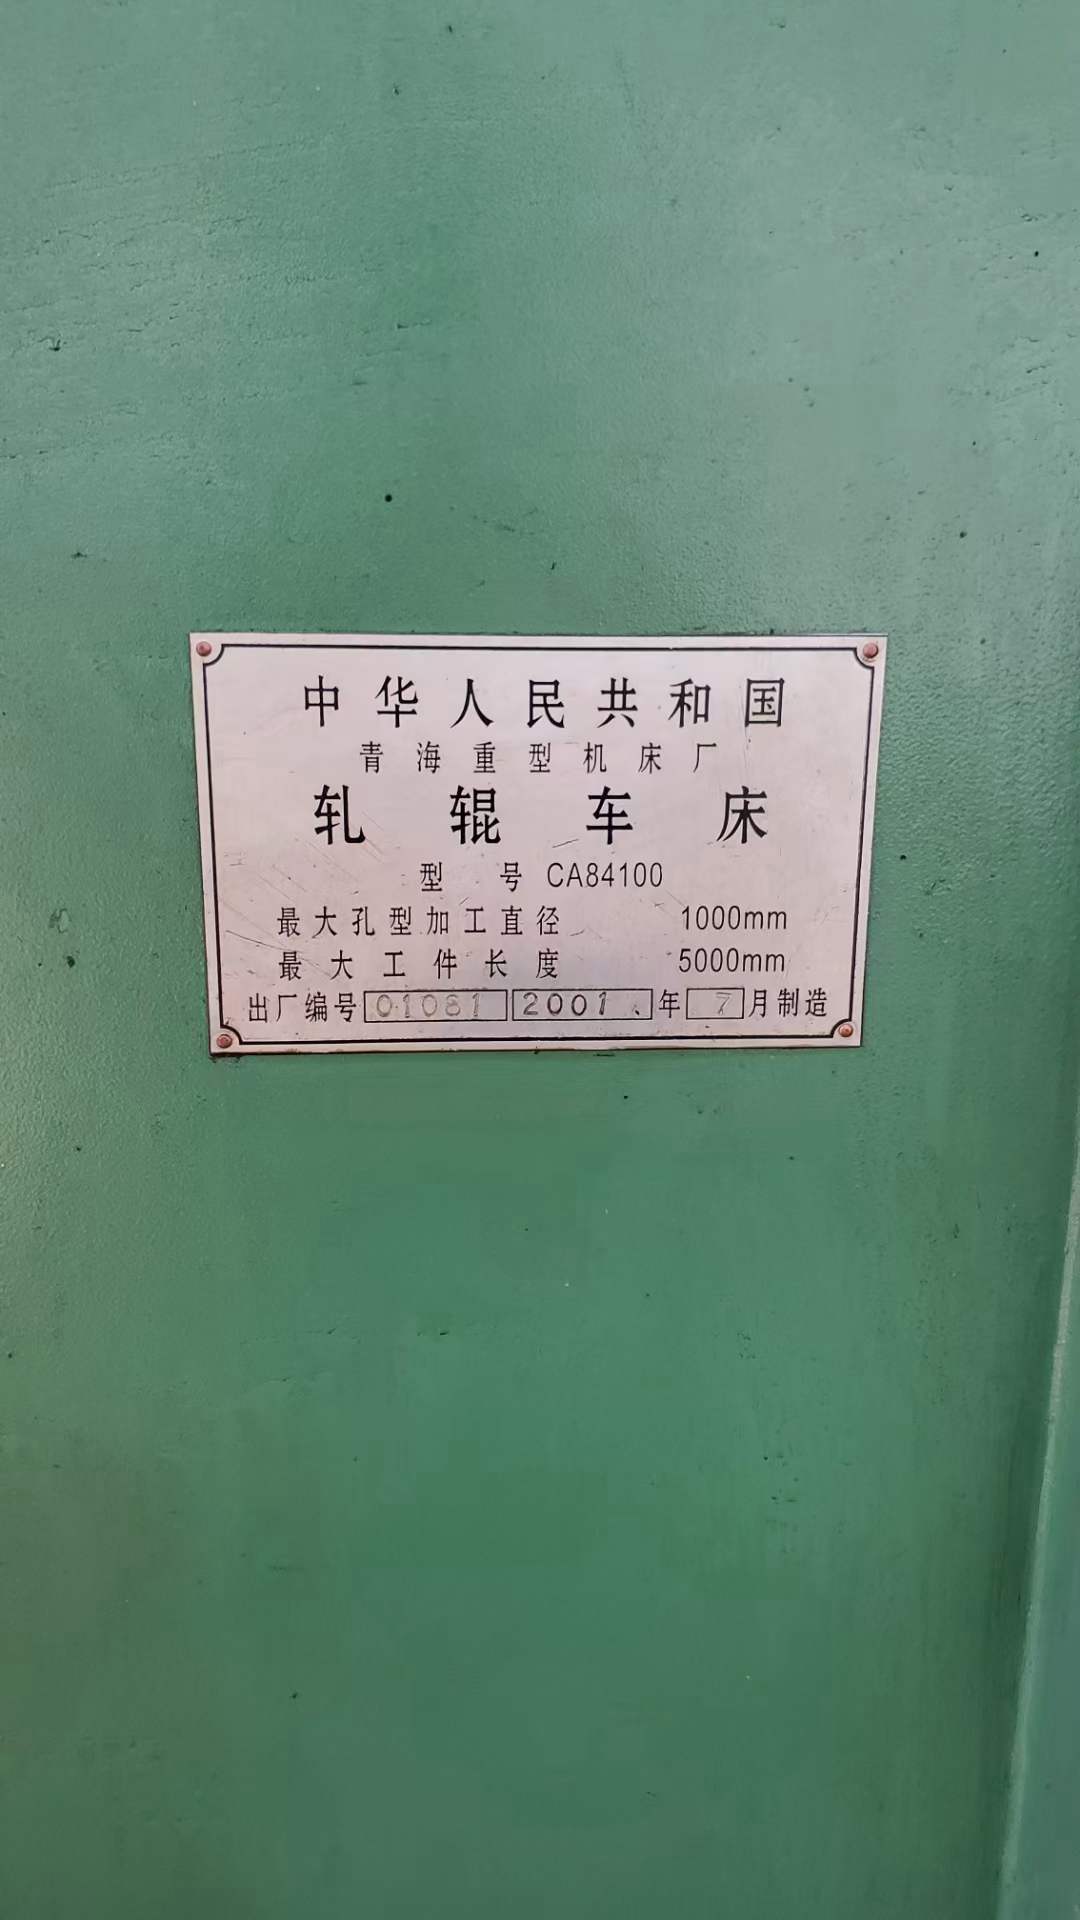 中华人民共和国
青海重型机床厂
轧辊车床
型号 CA84100
最大孔型加工直径 1000mm
最大工件长度 5000mm
出厂编号 01081 2001、年 7月制造